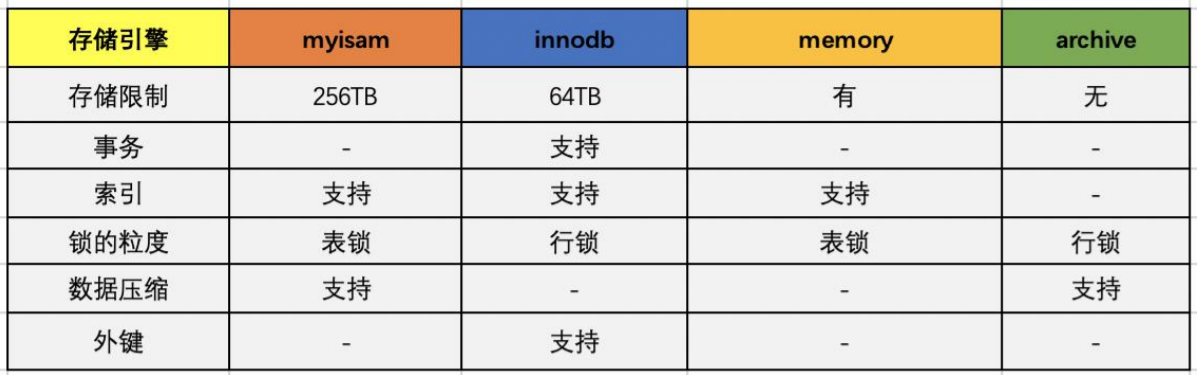 存储引擎 myisam innodb memory archive
存储限制 256TB 64TB 有 无
事务 - 支持 - -
索引 支持 支持 支持 -
锁的粒度 表锁 行锁 表锁 行锁
数据压缩 支持 - - 支持
外键 - 支持 - -